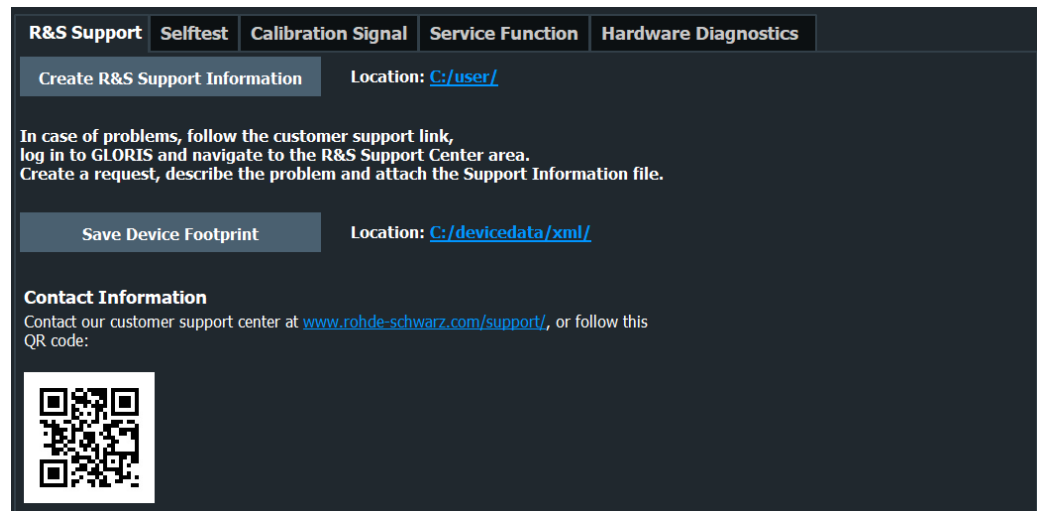 R&S Support Selftest Calibration Signal Service Function Hardware Diagnostics
Create R&S Support Information Location: C:/user/
In case of problems, follow the customer support link,
log in to GLORIS and navigate to the R&S Support Center area.
Create a request, describe the problem and attach the Support Information file.
Save Device Footprint Location: C:/devicedata/xml/
Contact Information
Contact our customer support center at www.rohde-schwarz.com/support/, or follow this
QR code: